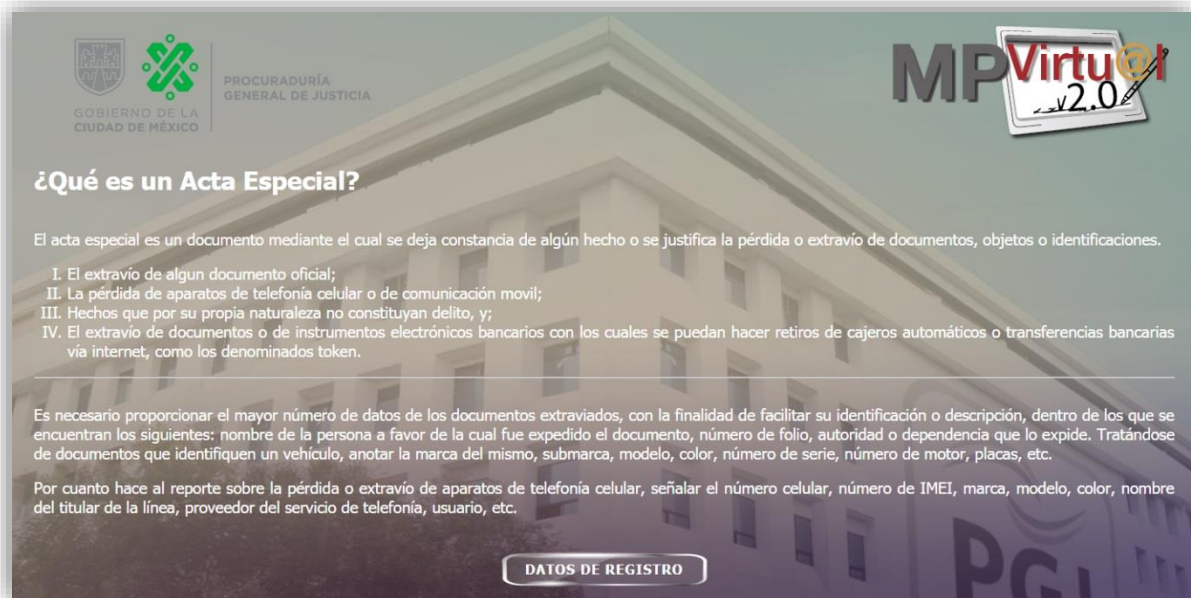 GOBIERNO DE LA
CIUDAD DE MÉXICO
PROCURADURÍA
GENERAL DE JUSTICIA
MPVirtu@l
v2.0
¿Qué es un Acta Especial?
El acta especial es un documento mediante el cual se deja constancia de algún hecho o se justifica la pérdida o extravío de documentos, objetos o identificaciones.
I. El extravío de algun documento oficial;
II. La pérdida de aparatos de telefonía celular o de comunicación movil;
III. Hechos que por su propia naturaleza no constituyan delito, y;
IV. El extravío de documentos o de instrumentos electrónicos bancarios con los cuales se puedan hacer retiros de cajeros automáticos o transferencias bancarias
vía internet, como los denominados token.
Es necesario proporcionar el mayor número de datos de los documentos extraviados, con la finalidad de facilitar su identificación o descripción, dentro de los que se
encuentran los siguientes: nombre de la persona a favor de la cual fue expedido el documento, número de folio, autoridad o dependencia que lo expide. Tratándose
de documentos que identifiquen un vehículo, anotar la marca del mismo, submarca, modelo, color, número de serie, número de motor, placas, etc.
Por cuanto hace al reporte sobre la pérdida o extravío de aparatos de telefonía celular, señalar el número celular, número de IMEI, marca, modelo, color, nombre
del titular de la línea, proveedor del servicio de telefonía, usuario, etc.
PGJ
DATOS DE REGISTRO